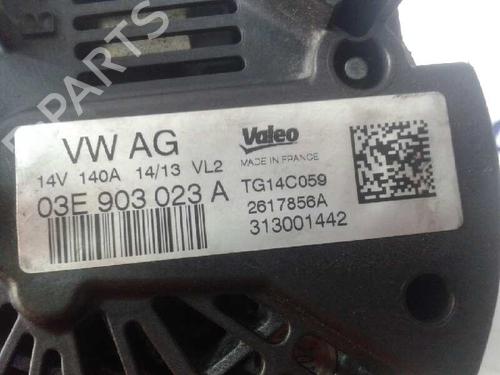 B
B-PARTS
VW AG
14V 140A 14/13 VL2
03E 903 023 A
Valeo
MADE IN FRANCE
TG14C059
2617856A
313001442